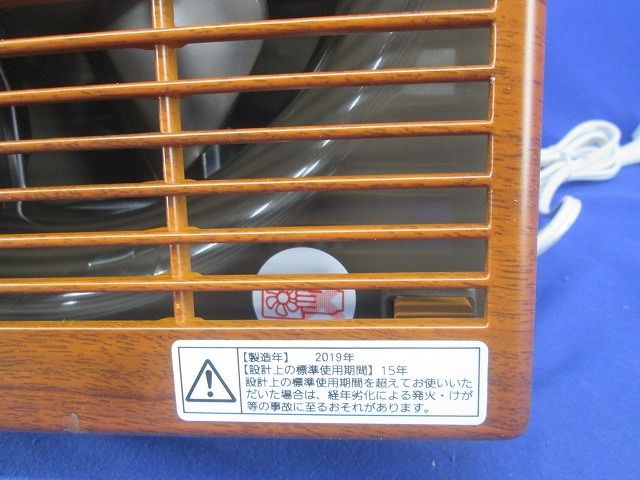 【製造年】 2019年
【設計上の標準使用期間】15年
設計上の標準使用期間を超えてお使いいた
だいた場合は、経年劣化による発火・けが
等の事故に至るおそれがあります。